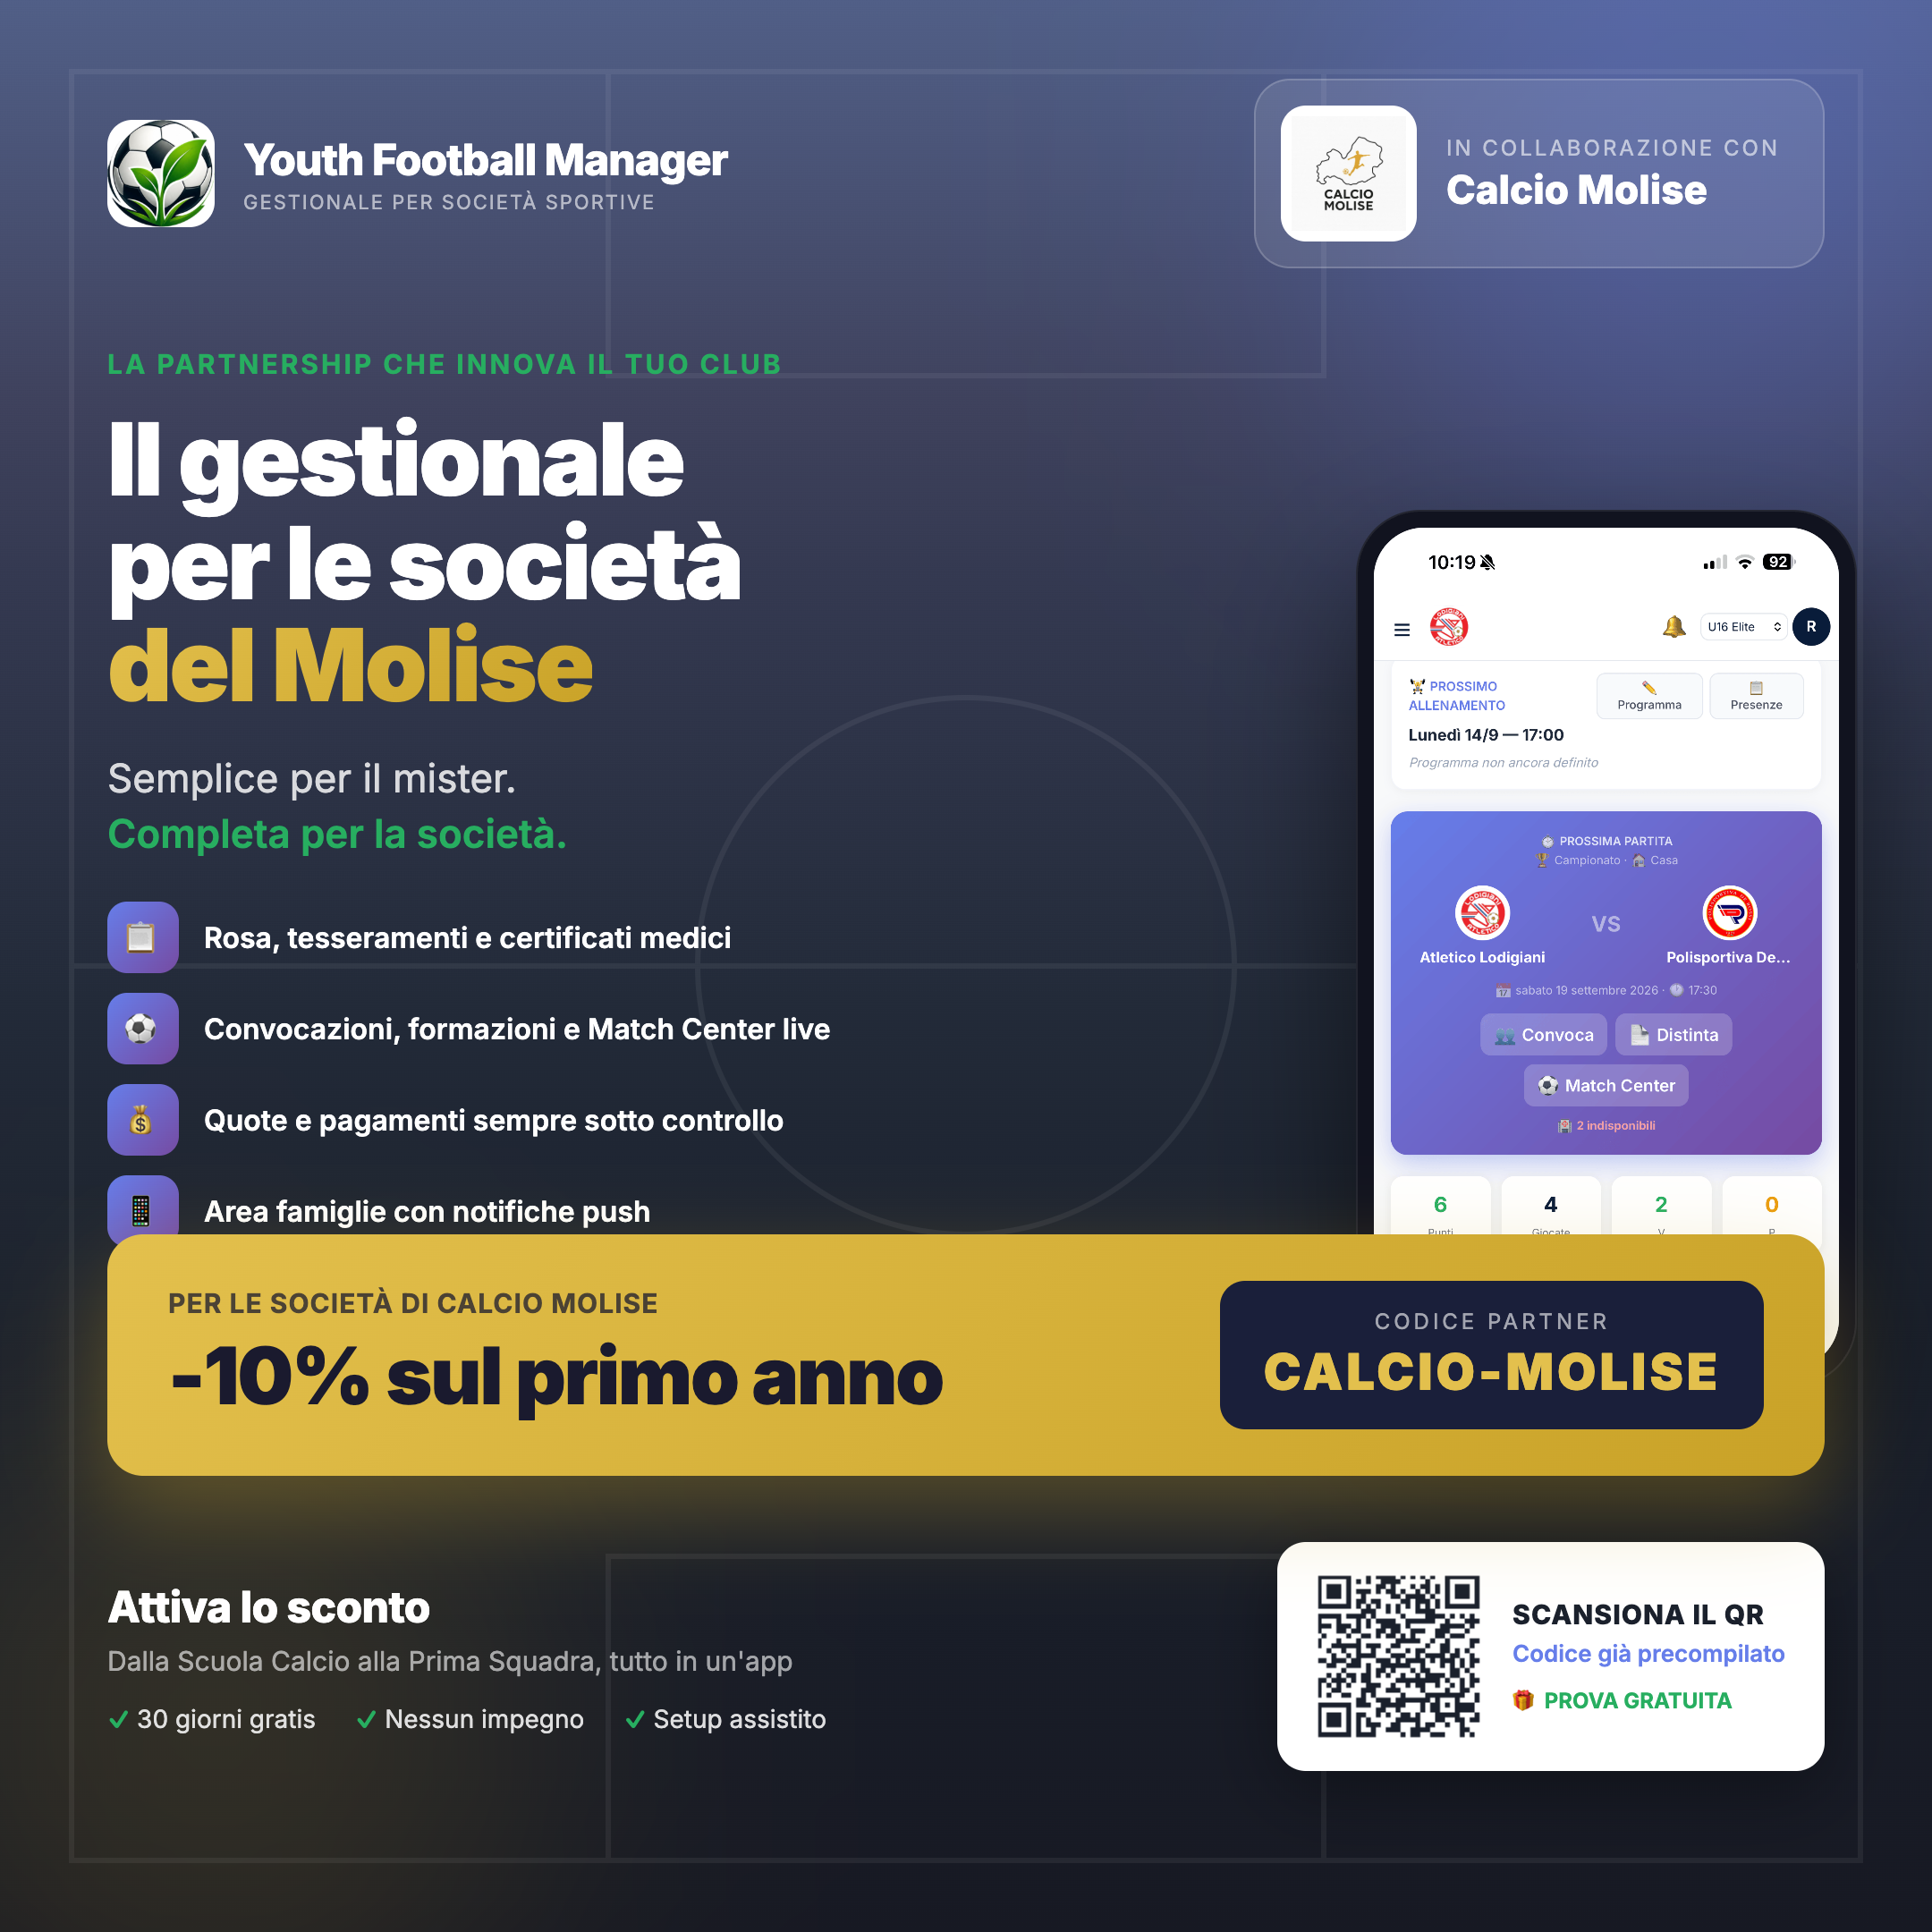 Youth Football Manager
GESTIONALE PER SOCIETÀ SPORTIVE
CALCIO
MOLISE
IN COLLABORAZIONE CON
Calcio Molise
LA PARTNERSHIP CHE INNOVA IL TUO CLUB
Il gestionale
per le società
del Molise
Semplice per il mister.
Completa per la società.
Rosa, tesseramenti e certificati medici
Convocazioni, formazioni e Match Center live
Quote e pagamenti sempre sotto controllo
Area famiglie con notifiche push
10:19
92
U16 Elite
R
PROSSIMO
ALLENAMENTO
Programma
Presenze
Lunedì 14/9 — 17:00
Programma non ancora definito
PROSSIMA PARTITA
Campionato · Casa
LODIGIANI
ATLETICO
VS
Atletico Lodigiani
Polisportiva De...
sabato 19 settembre 2026 · 17:30
Convoca
Distinta
Match Center
2 indisponibili
6
4
2
0
Punti
Giocate
V
P
PER LE SOCIETÀ DI CALCIO MOLISE
-10% sul primo anno
CODICE PARTNER
CALCIO-MOLISE
Attiva lo sconto
Dalla Scuola Calcio alla Prima Squadra, tutto in un'app
30 giorni gratis
Nessun impegno
Setup assistito
SCANSIONA IL QR
Codice già precompilato
PROVA GRATUITA